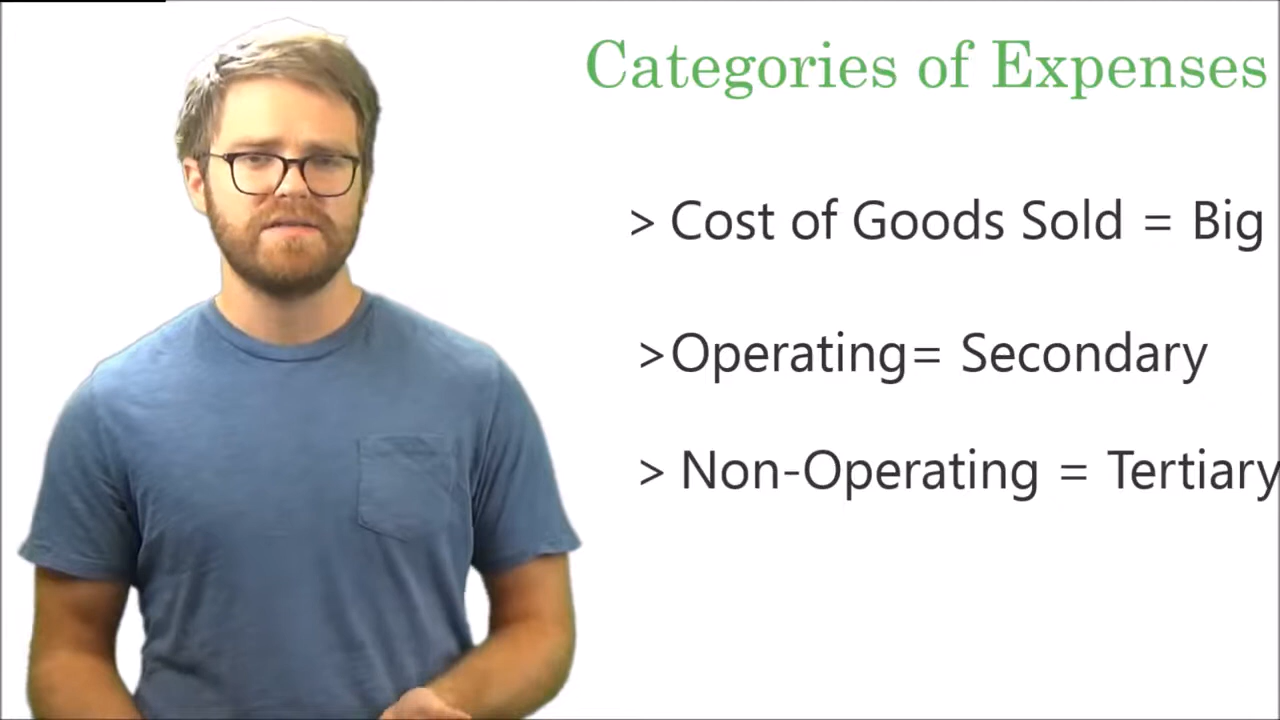 Categories of Expenses
> Cost of Goods Sold = Big
>Operating= Secondary
> Non-Operating = Tertiary